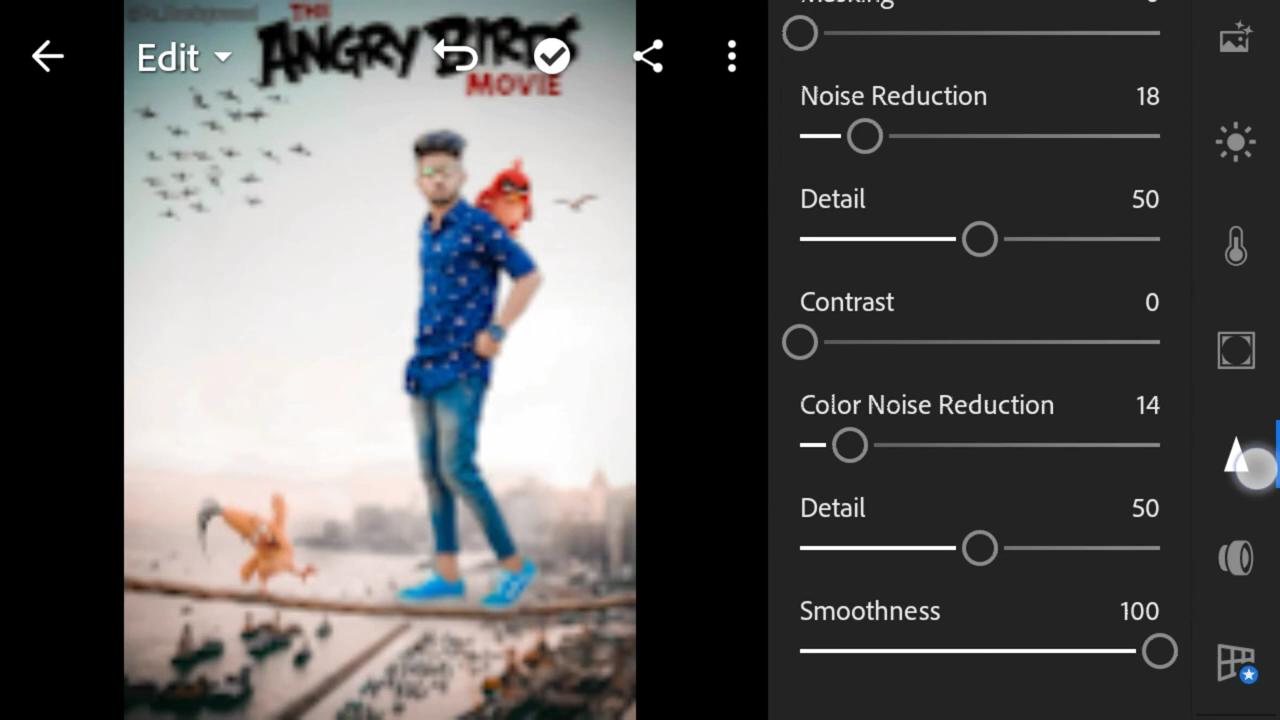 THE
ANGRY BIRDS
MOVIE
Edit
Masking
Noise Reduction 18
Detail 50
Contrast 0
Color Noise Reduction 14
Detail 50
Smoothness 100